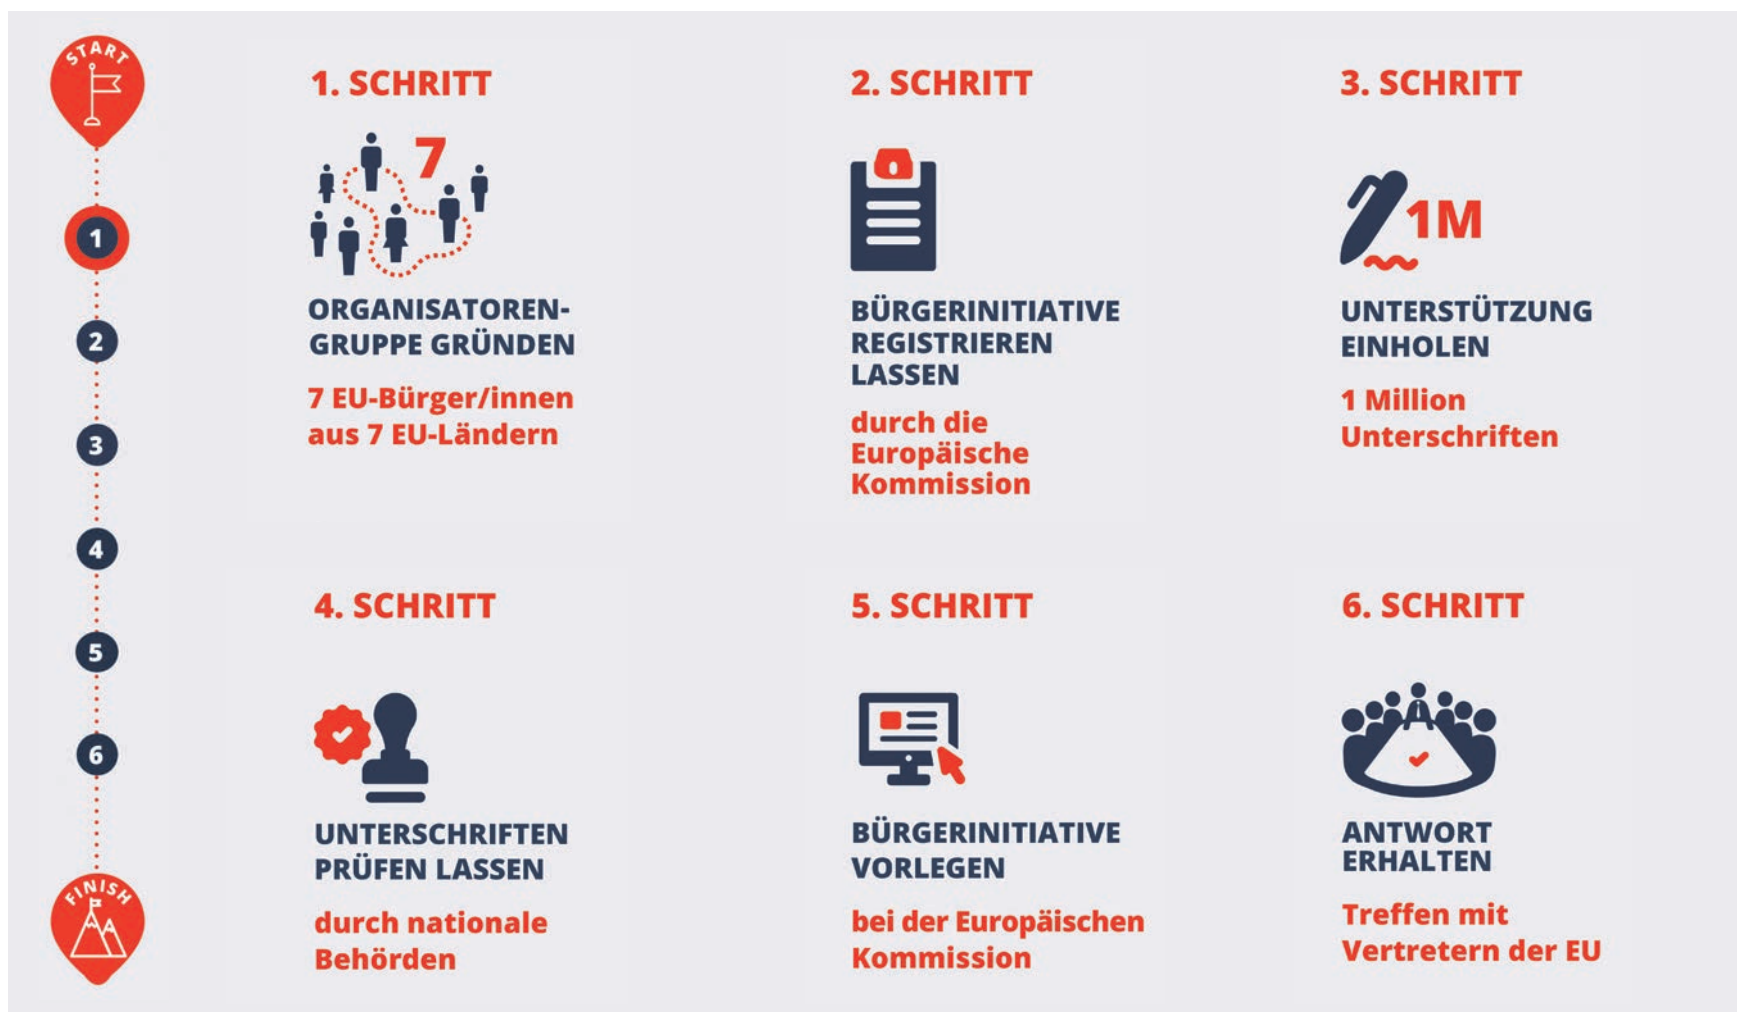 START
1
2
3
4
5
6
FINISH
1. SCHRITT
7
ORGANISATOREN-
GRUPPE GRÜNDEN
7 EU-Bürger/innen
aus 7 EU-Ländern
2. SCHRITT
BÜRGERINITIATIVE
REGISTRIEREN
LASSEN
durch die
Europäische
Kommission
3. SCHRITT
1M
UNTERSTÜTZUNG
EINHOLEN
1 Million
Unterschriften
4. SCHRITT
UNTERSCHRIFTEN
PRÜFEN LASSEN
durch nationale
Behörden
5. SCHRITT
BÜRGERINITIATIVE
VORLEGEN
bei der Europäischen
Kommission
6. SCHRITT
ANTWORT
ERHALTEN
Treffen mit
Vertretern der EU